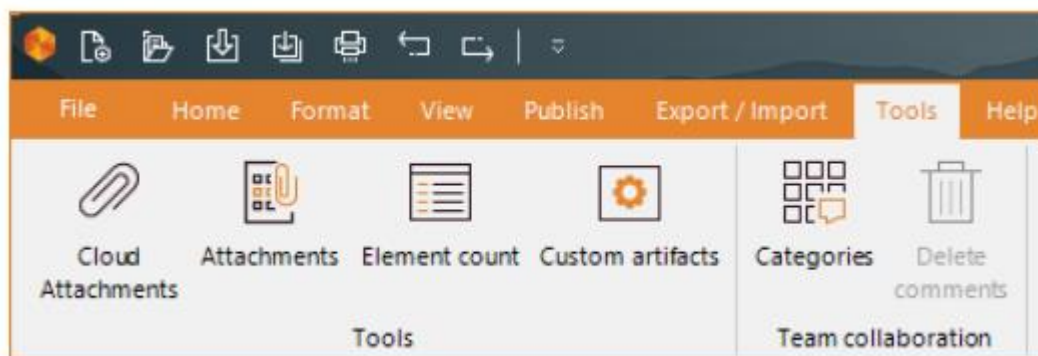 File Home Format View Publish Export / Import Tools Help
Cloud Attachments Element count Custom artifacts Categories Delete
Attachments comments
Tools Team collaboration